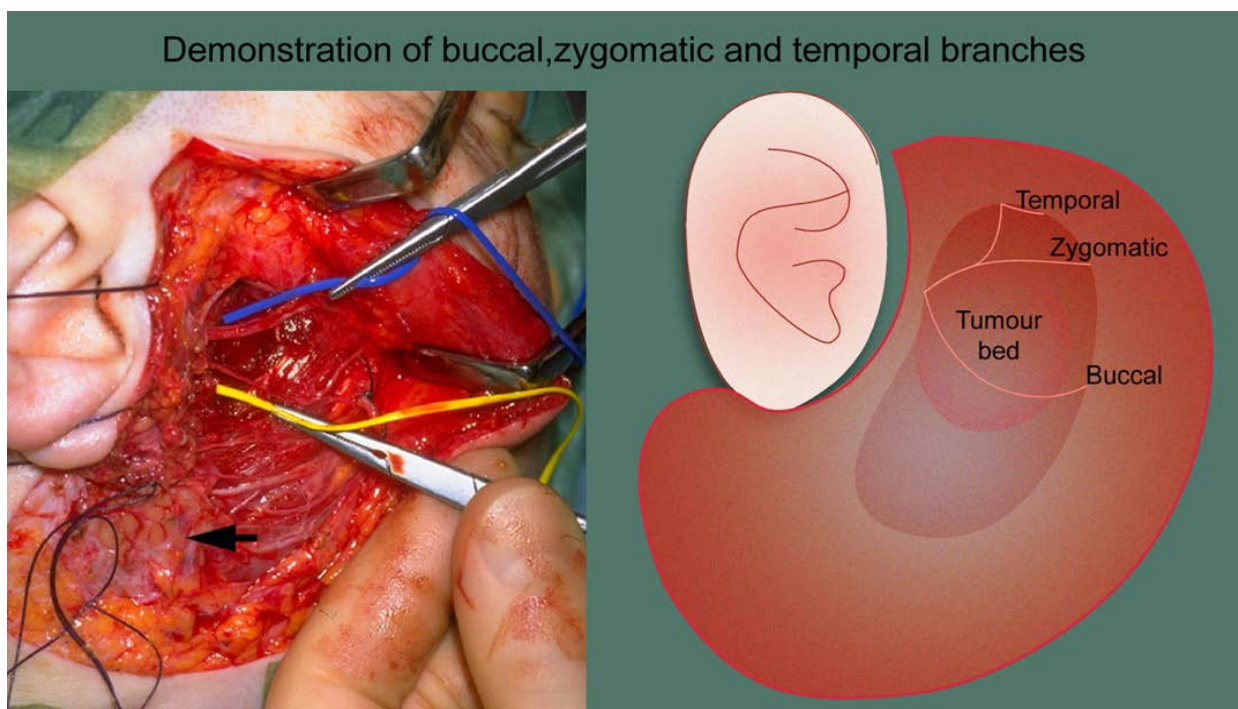 Demonstration of buccal,zygomatic and temporal branches
Temporal
Zygomatic
Tumour
bed
Buccal